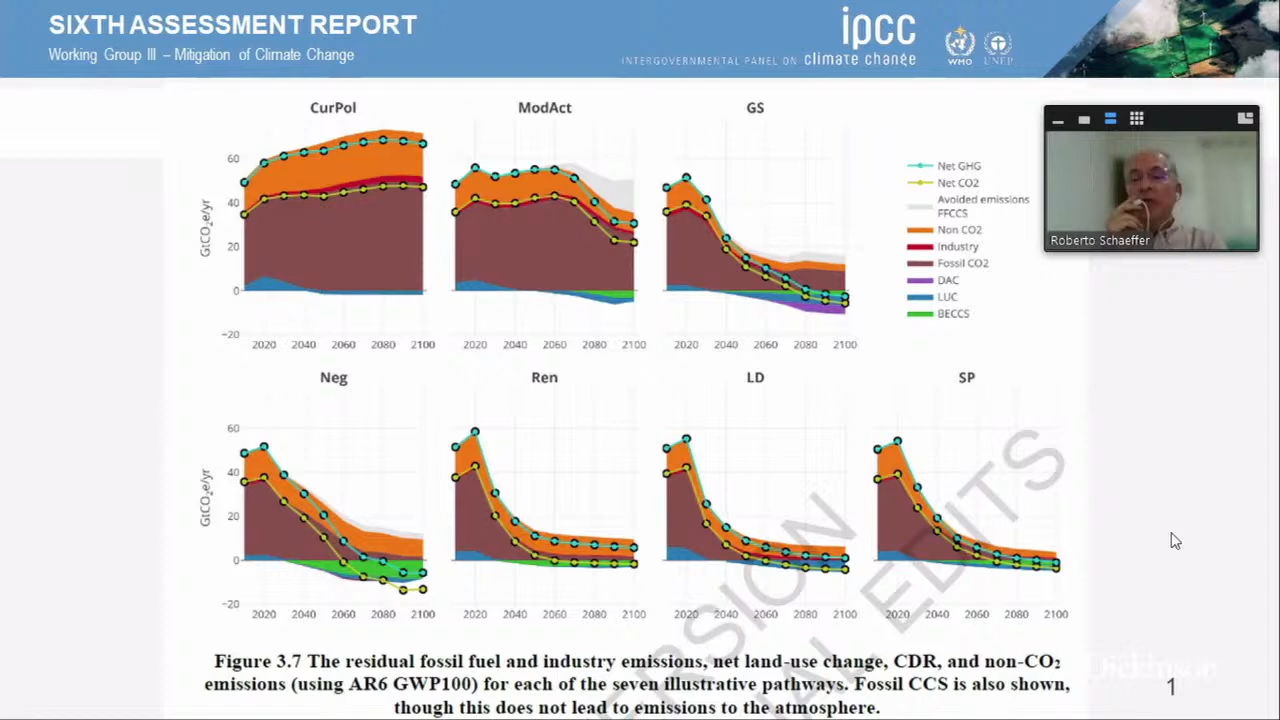 SIXTH ASSESSMENT REPORT
Working Group III – Mitigation of Climate Change
ipcc
INTERGOVERNMENTAL PANEL ON climate change
WMO
UNEP
CurPol
ModAct
GS
GtCO2e/yr
60
40
20
0
−20
2020 2040 2060 2080 2100
2020 2040 2060 2080 2100
2020 2040 2060 2080 2100
Net GHG
Net CO2
Avoided emissions
FFCCS
Non CO2
Industry
Fossil CO2
DAC
LUC
BECCS
Roberto Schaeffer
Neg
Ren
LD
SP
GtCO2e/yr
60
40
20
0
−20
2020 2040 2060 2080 2100
2020 2040 2060 2080 2100
2020 2040 2060 2080 2100
2020 2040 2060 2080 2100
Figure 3.7 The residual fossil fuel and industry emissions, net land-use change, CDR, and non-CO2
emissions (using AR6 GWP100) for each of the seven illustrative pathways. Fossil CCS is also shown,
though this does not lead to emissions to the atmosphere.
Dickinson
1